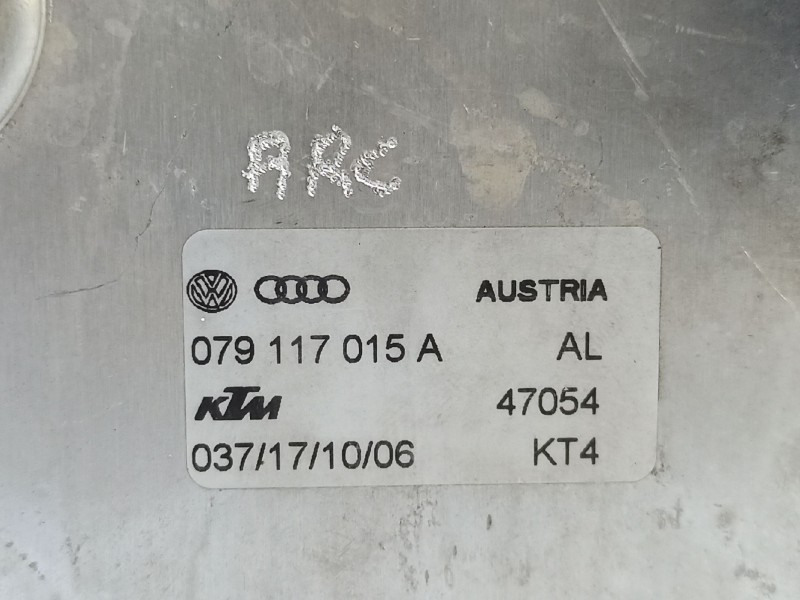 ARC
AUSTRIA
079 117 015 A AL
KTM 47054
037/17/10/06 KT4